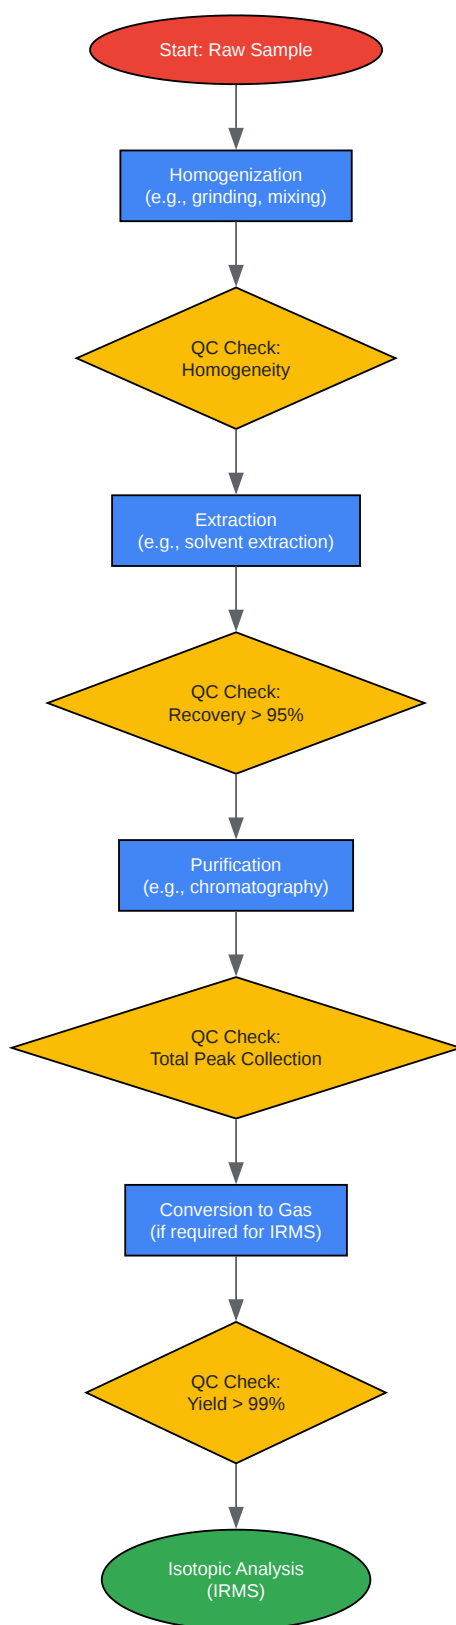 Start: Raw Sample
Homogenization
(e.g., grinding, mixing)
QC Check:
Homogeneity
Extraction
(e.g., solvent extraction)
QC Check:
Recovery > 95%
Purification
(e.g., chromatography)
QC Check:
Total Peak Collection
Conversion to Gas
(if required for IRMS)
QC Check:
Yield > 99%
Isotopic Analysis
(IRMS)